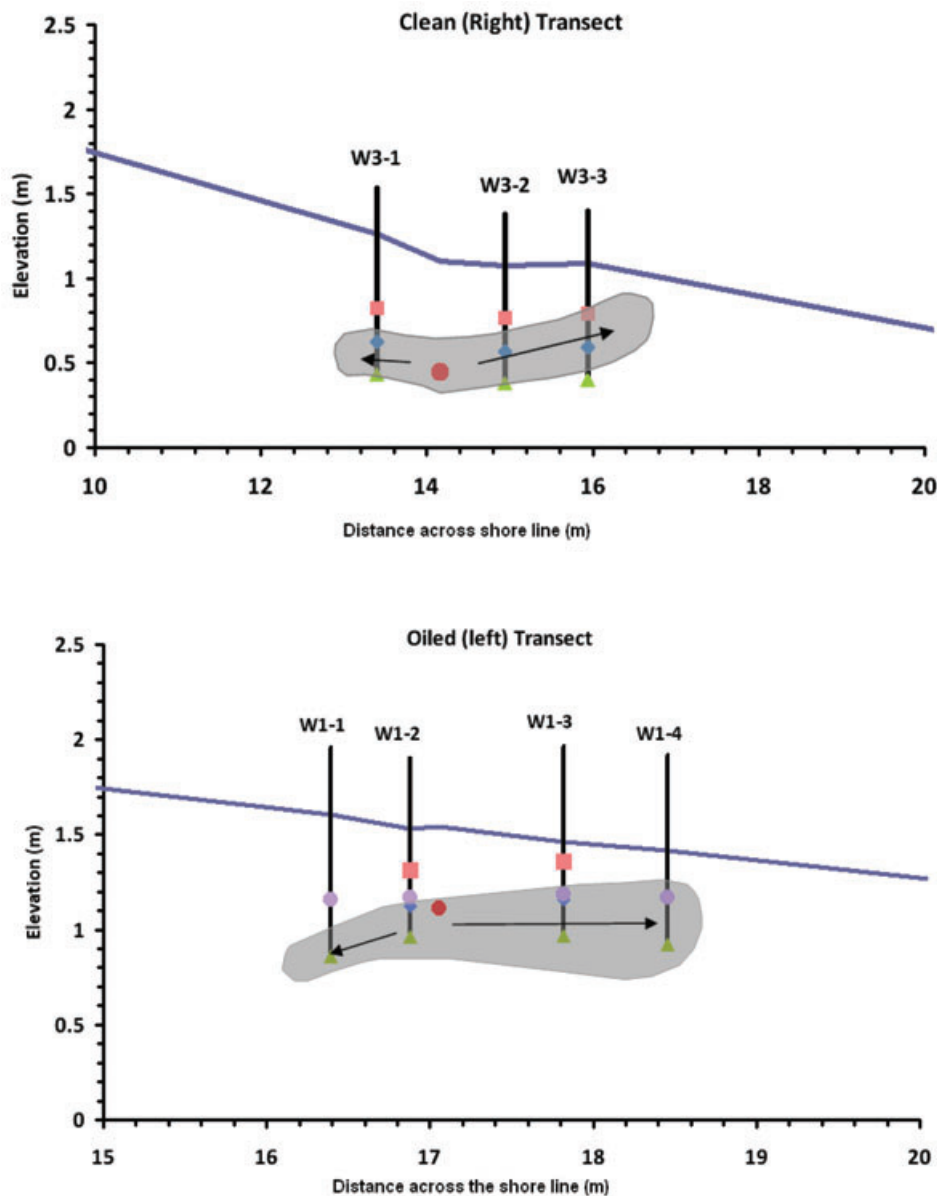 Clean (Right) Transect
2.5
2
1.5
1
0.5
0
Elevation (m)
W3-1
W3-2
W3-3
10
12
14
16
18
20
Distance across shore line (m)
Oiled (left) Transect
2.5
2
1.5
1
0.5
0
Elevation (m)
W1-1
W1-2
W1-3
W1-4
15
16
17
18
19
20
Distance across the shore line (m)